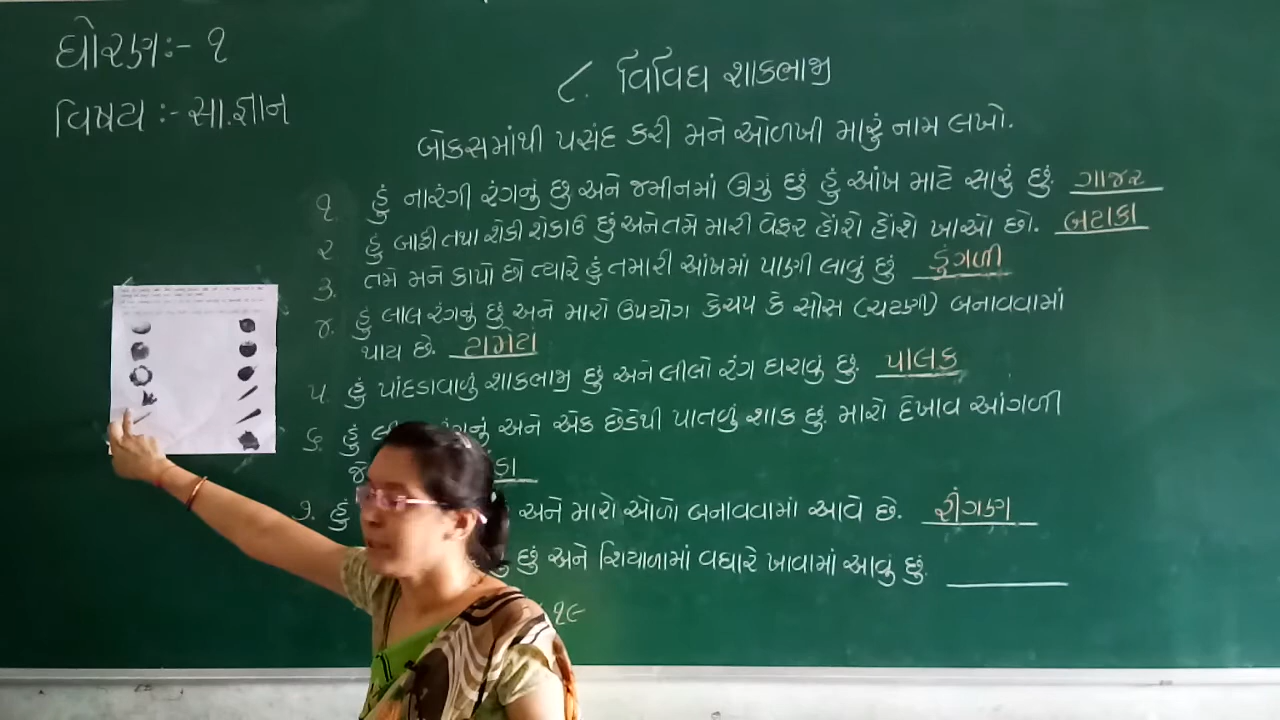 ધોરણ:- ૧
વિષય :- સા.જ્ઞાન
૮. વિવિધ શાકભાજી
બોકસમાંથી પસંદ કરી મને ઓળખી મારું નામ લખો.
૧. હું નારંગી રંગનું છુ અને જમીનમાં ઊગું છું હું આંખ માટે સારું છું. ગાજર
૨ હું બાફી તથા શેકી શેકાઉ છું અને તમે મારી વેફર હોંશે હોંશે ખાઓ છો. બટાકા
૩. તમે મને કાપો છો ત્યારે હું તમારી આંખમાં પાણી લાવું છું ડુંગળી
૪. હું લાલ રંગનું છું અને મારો ઉપયોગ કેચપ કે સોસ (ચટણી) બનાવવામાં
થાય છે. ટામેટાં
૫. હું પાંદડાવાળું શાકભાજી છું અને લીલો રંગ ધરાવું છું. પાલક
૬. હું અને એક છેડેથી પાતળું શાક છું. મારો દેખાવ આંગળી
૭. હું અને મારો ઓળો બનાવવામાં આવે છે. રીંગણ
છું અને શિયાળામાં વધારે ખાવામાં આવું છું.
૧૯